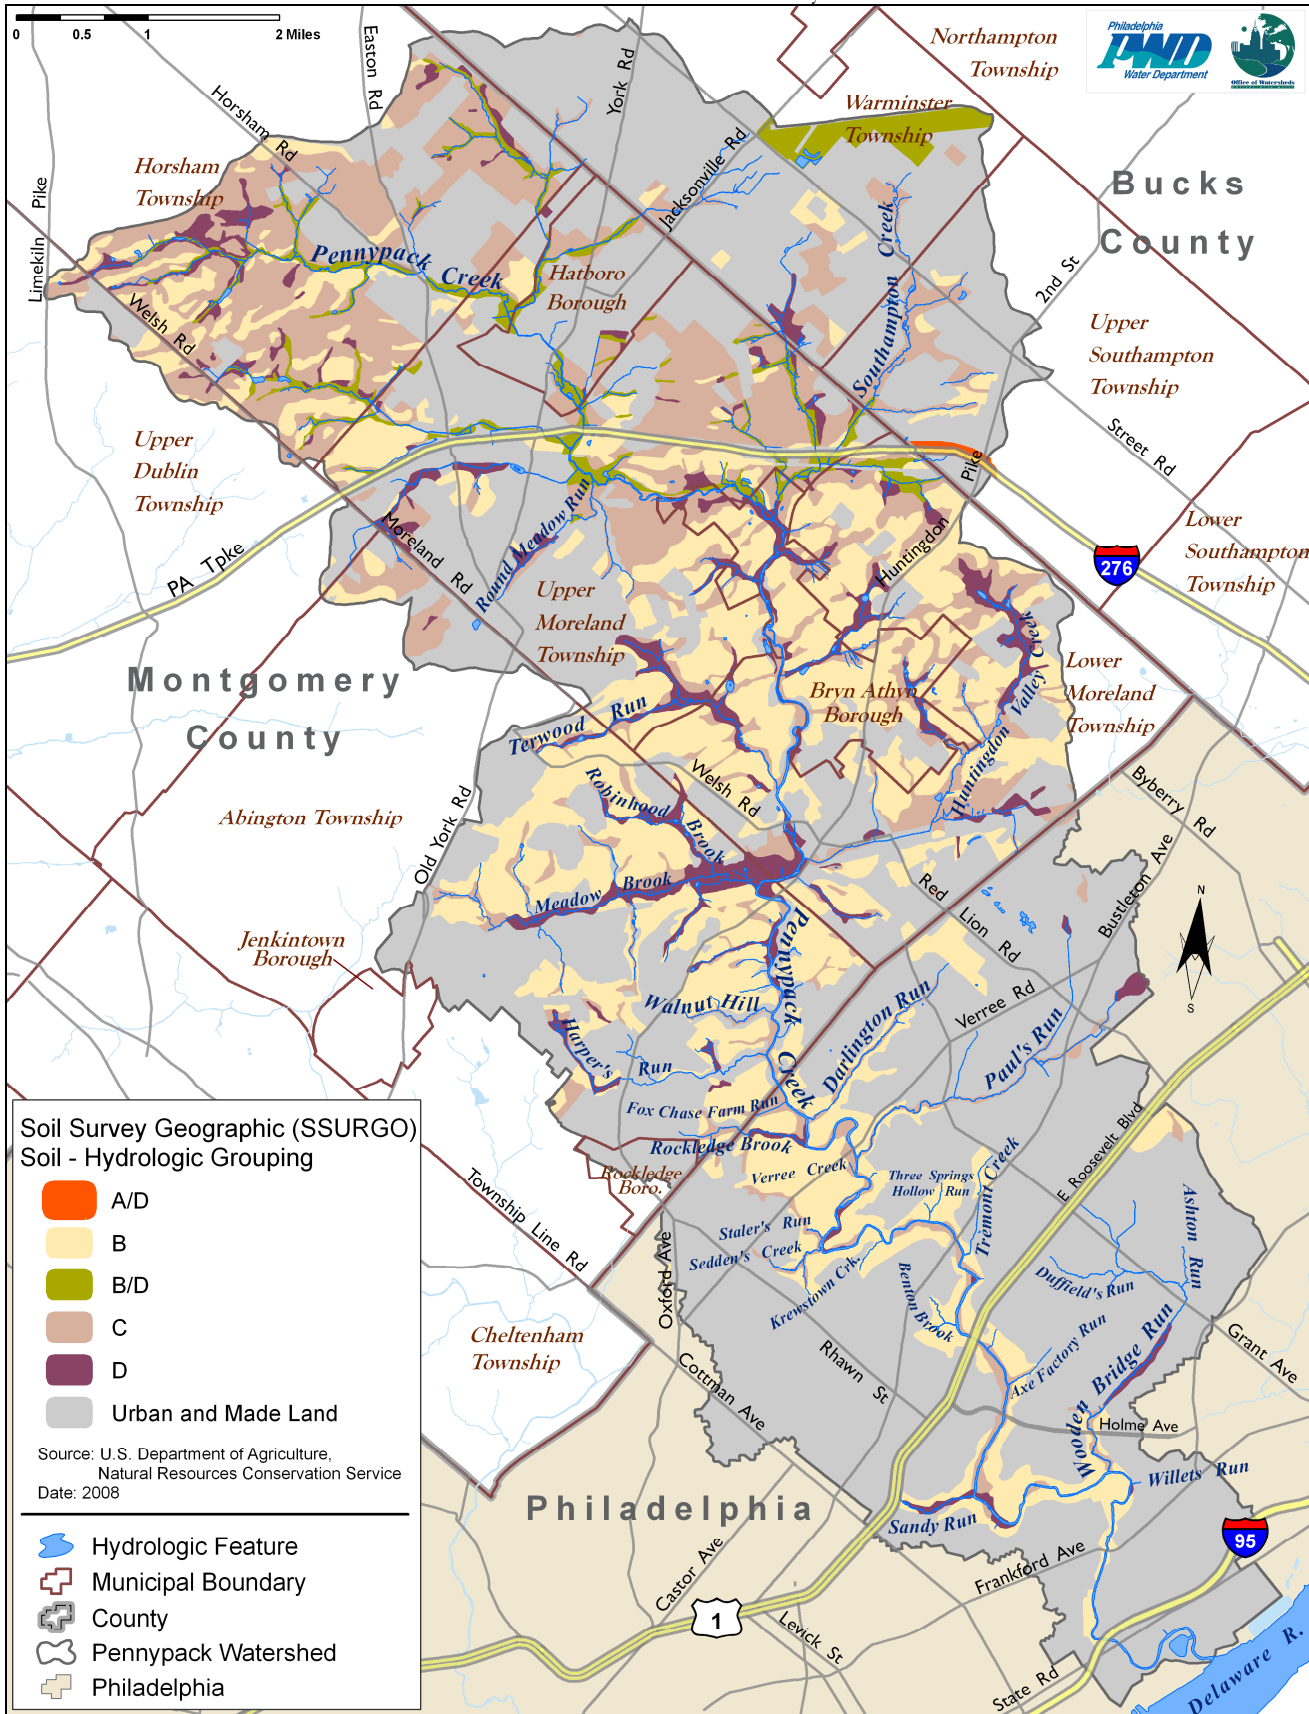 0 0.5 1 2 Miles
Philadelphia
PWD
Water Department
Office of Watersheds
Northampton
Township
Warminster
Township
Bucks
County
Easton Rd
York Rd
Horsham Rd
Jacksonville Rd
Horsham
Township
Limekiln Pike
Pennypack Creek
Hatboro
Borough
Southampton Creek
2nd St
Welsh Rd
Upper
Southampton
Township
Street Rd
Upper
Dublin
Township
Pike
Huntingdon
Lower
Southampton
Township
276
PA Tpke
Moreland Rd
Round Meadow Run
Upper
Moreland
Township
Montgomery
County
Bryn Athyn
Borough
Huntingdon Valley Creek
Lower
Moreland
Township
Terwood Run
Welsh Rd
Robinhood Brook
Byberry Rd
Abington Township
Old York Rd
Meadow Brook
Red Lion Rd
Bustleton Ave
N
S
Jenkintown
Borough
Pennypack Creek
Walnut Hill
Darlington Run
Verree Rd
Paul's Run
Harper's Run
Fox Chase Farm Run
Rockledge Brook
Rockledge
Boro.
Verree Creek
Three Springs
Hollow Run
Tremont Creek
E Roosevelt Blvd
Ashton Run
Township Line Rd
Staler's Run
Sedden's Creek
Krewstown Crk.
Oxford Ave
Benton Brook
Duffield's Run
Wooden Bridge Run
Axe Factory Run
Grant Ave
Cheltenham
Township
Cottman Ave
Rhawn St
Holme Ave
Willets Run
Philadelphia
Sandy Run
Frankford Ave
95
Castor Ave
1
Levick St
State Rd
Delaware R.
Soil Survey Geographic (SSURGO)
Soil - Hydrologic Grouping
A/D
B
B/D
C
D
Urban and Made Land
Source: U.S. Department of Agriculture,
Natural Resources Conservation Service
Date: 2008
Hydrologic Feature
Municipal Boundary
County
Pennypack Watershed
Philadelphia